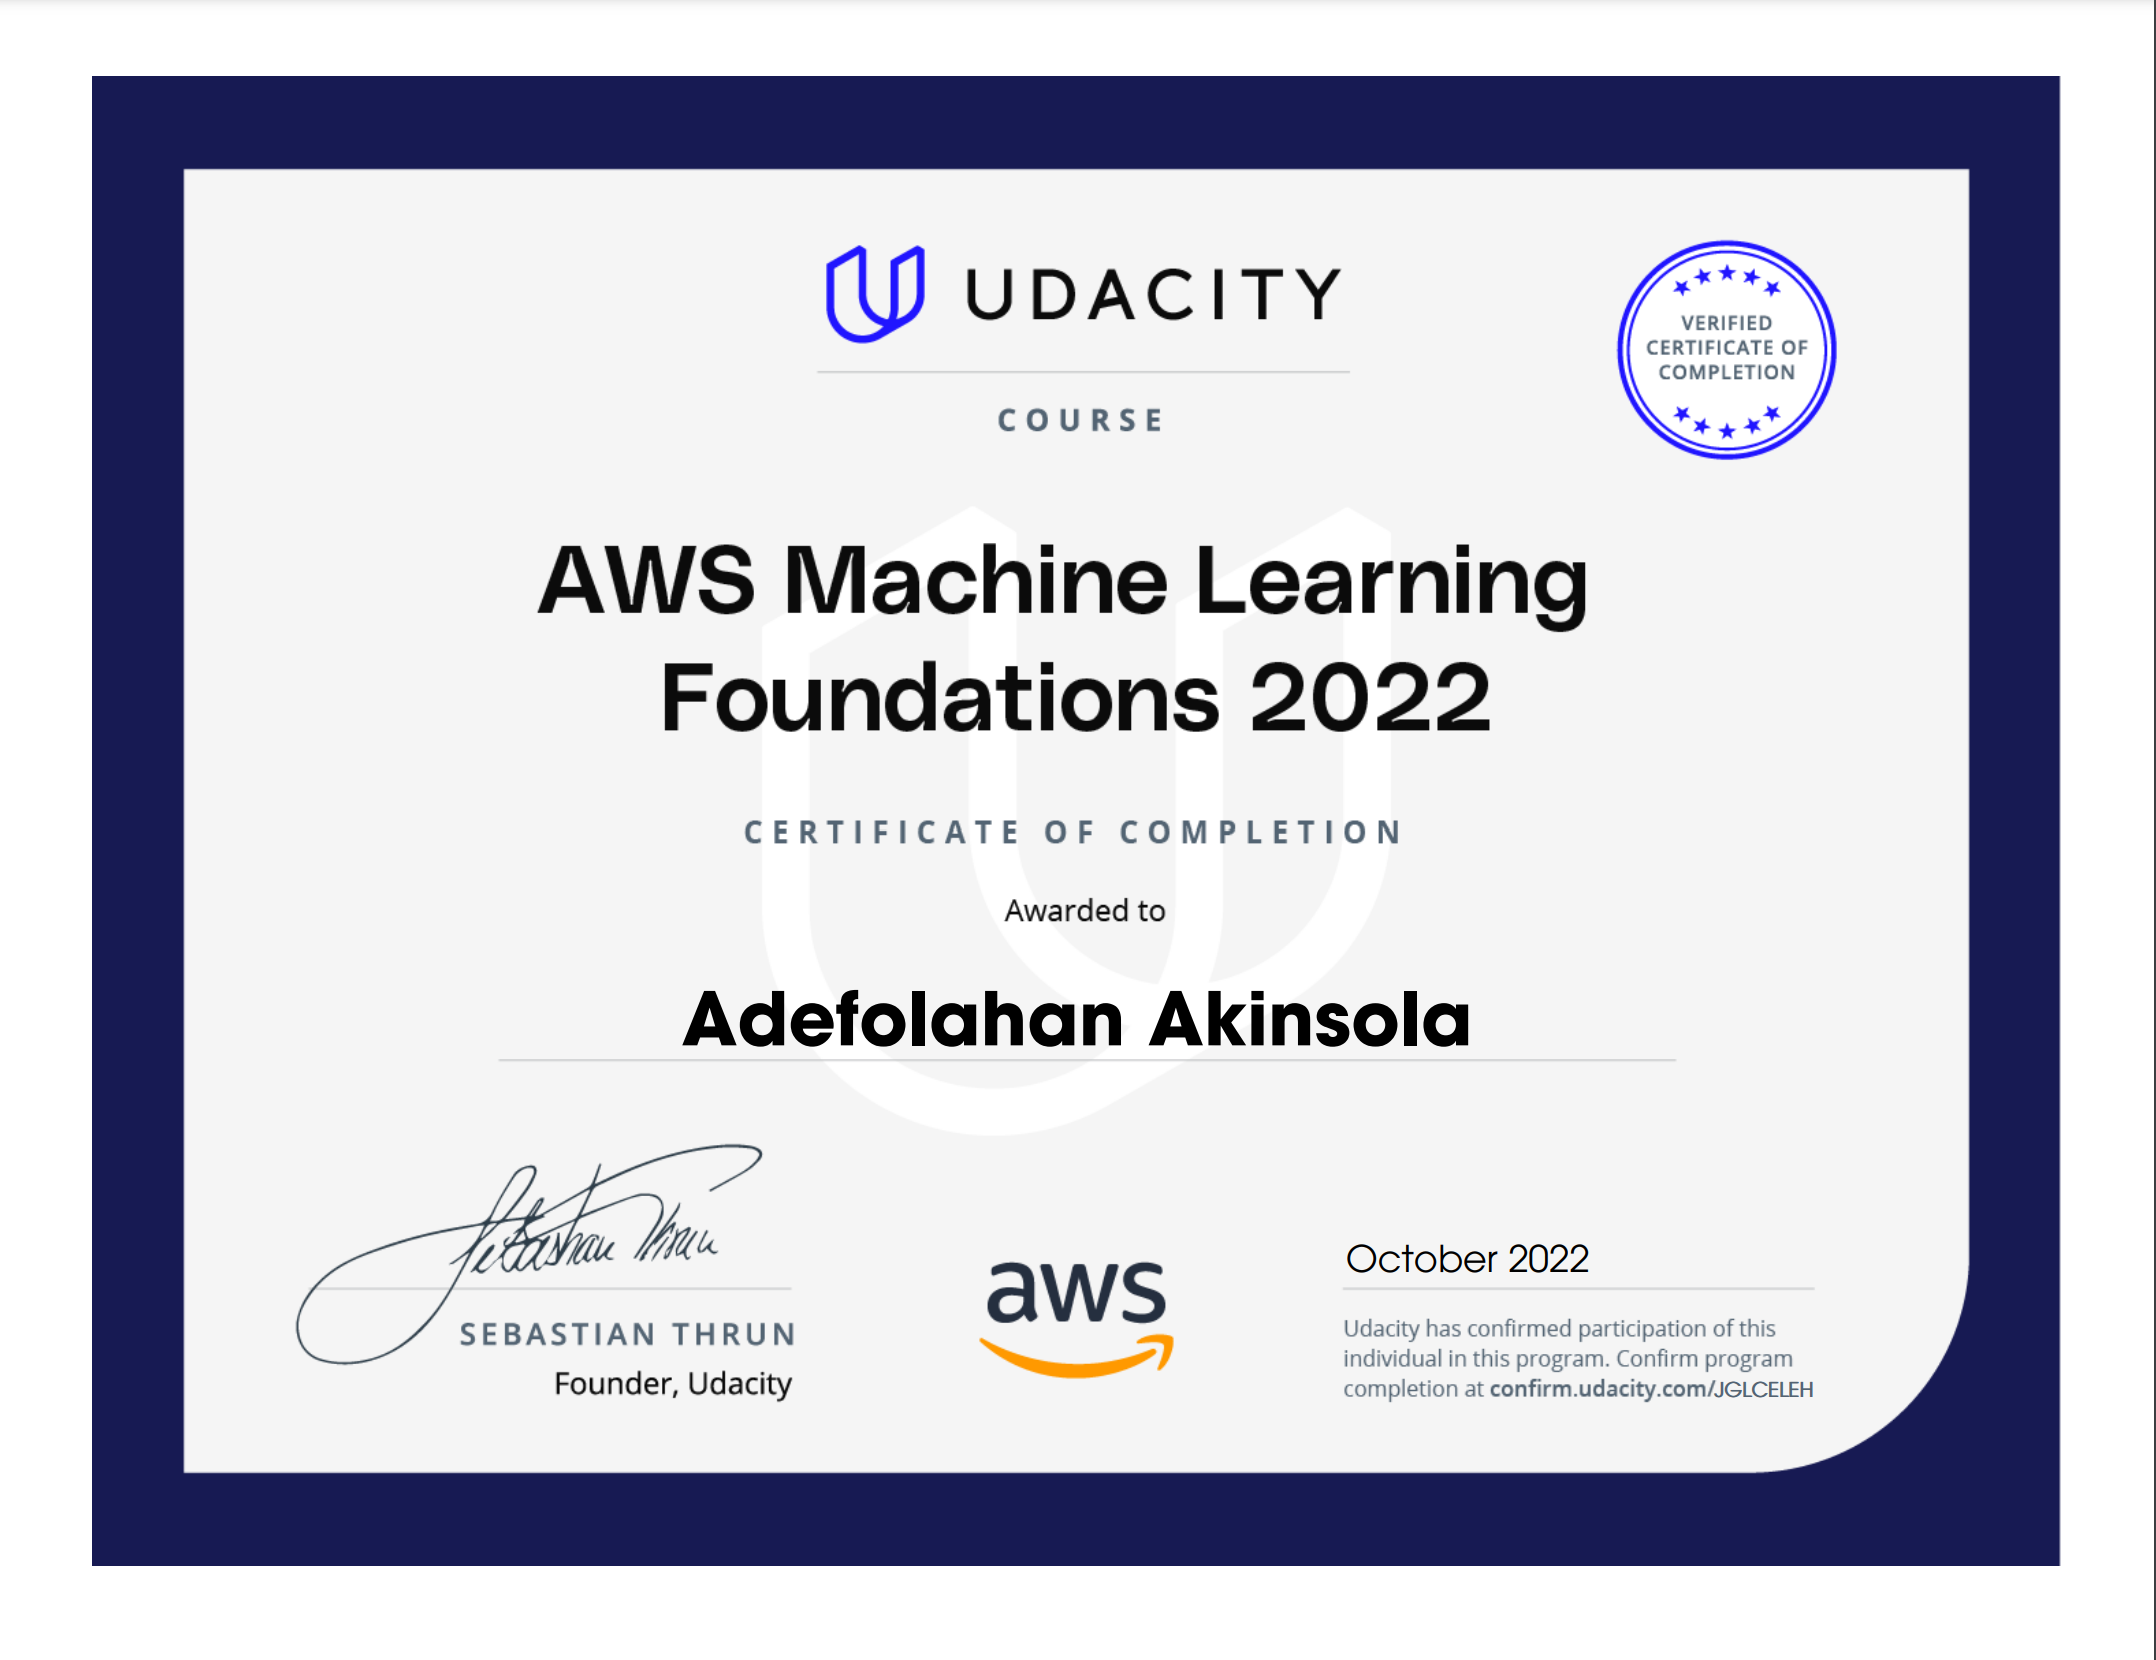 UDACITY
VERIFIED
CERTIFICATE OF
COMPLETION
COURSE
AWS Machine Learning
Foundations 2022
CERTIFICATE OF COMPLETION
Awarded to
Adefolahan Akinsola
Sebastian Thrun
SEBASTIAN THRUN
Founder, Udacity
aws
October 2022
Udacity has confirmed participation of this
individual in this program. Confirm program
completion at confirm.udacity.com/JGLCELEH